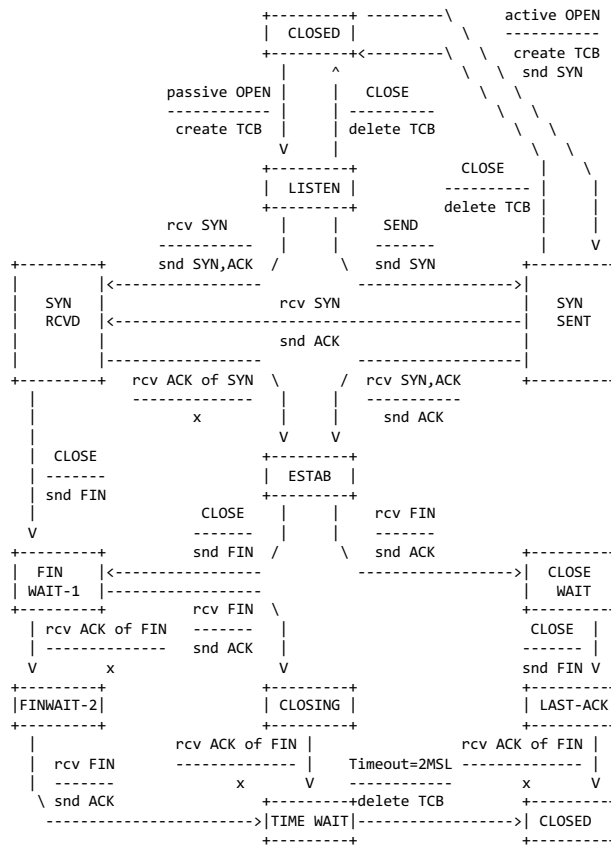 active OPEN
CLOSED
create TCB
snd SYN
passive OPEN CLOSE
create TCB delete TCB
CLOSE
LISTEN
delete TCB
rcv SYN SEND
snd SYN,ACK snd SYN
SYN rcv SYN SYN
RCVD SENT
snd ACK
rcv ACK of SYN rcv SYN,ACK
x snd ACK
CLOSE ESTAB
snd FIN
CLOSE rcv FIN
snd FIN snd ACK
FIN CLOSE
WAIT-1 WAIT
rcv FIN
rcv ACK of FIN CLOSE
snd ACK
x snd FIN
FINWAIT-2 CLOSING LAST-ACK
rcv ACK of FIN rcv ACK of FIN
rcv FIN Timeout=2MSL
x x
snd ACK delete TCB
TIME WAIT CLOSED